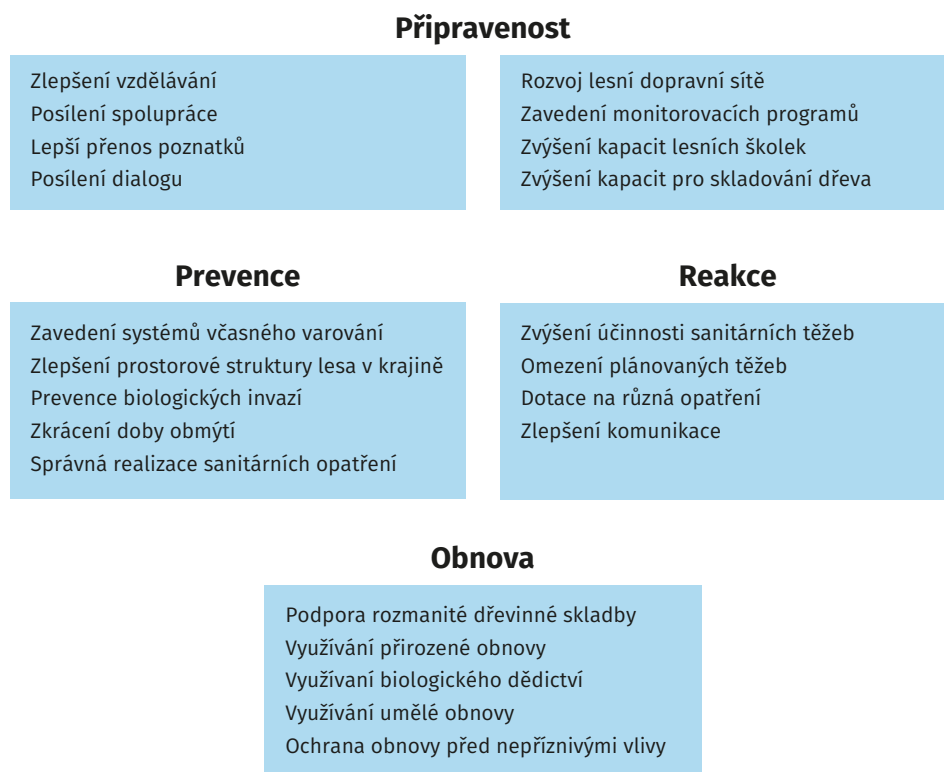 Připravenost
Zlepšení vzdělávání
Posílení spolupráce
Lepší přenos poznatků
Posílení dialogu
Rozvoj lesní dopravní sítě
Zavedení monitorovacích programů
Zvýšení kapacit lesních školek
Zvýšení kapacit pro skladování dřeva
Prevence
Zavedení systémů včasného varování
Zlepšení prostorové struktury lesa v krajině
Prevence biologických invazí
Zkrácení doby obmýtí
Správná realizace sanitárních opatření
Reakce
Zvýšení účinnosti sanitárních těžeb
Omezení plánovaných těžeb
Dotace na různá opatření
Zlepšení komunikace
Obnova
Podpora rozmanité dřevinné skladby
Využívání přirozené obnovy
Využívaní biologického dědictví
Využívání umělé obnovy
Ochrana obnovy před nepříznivými vlivy